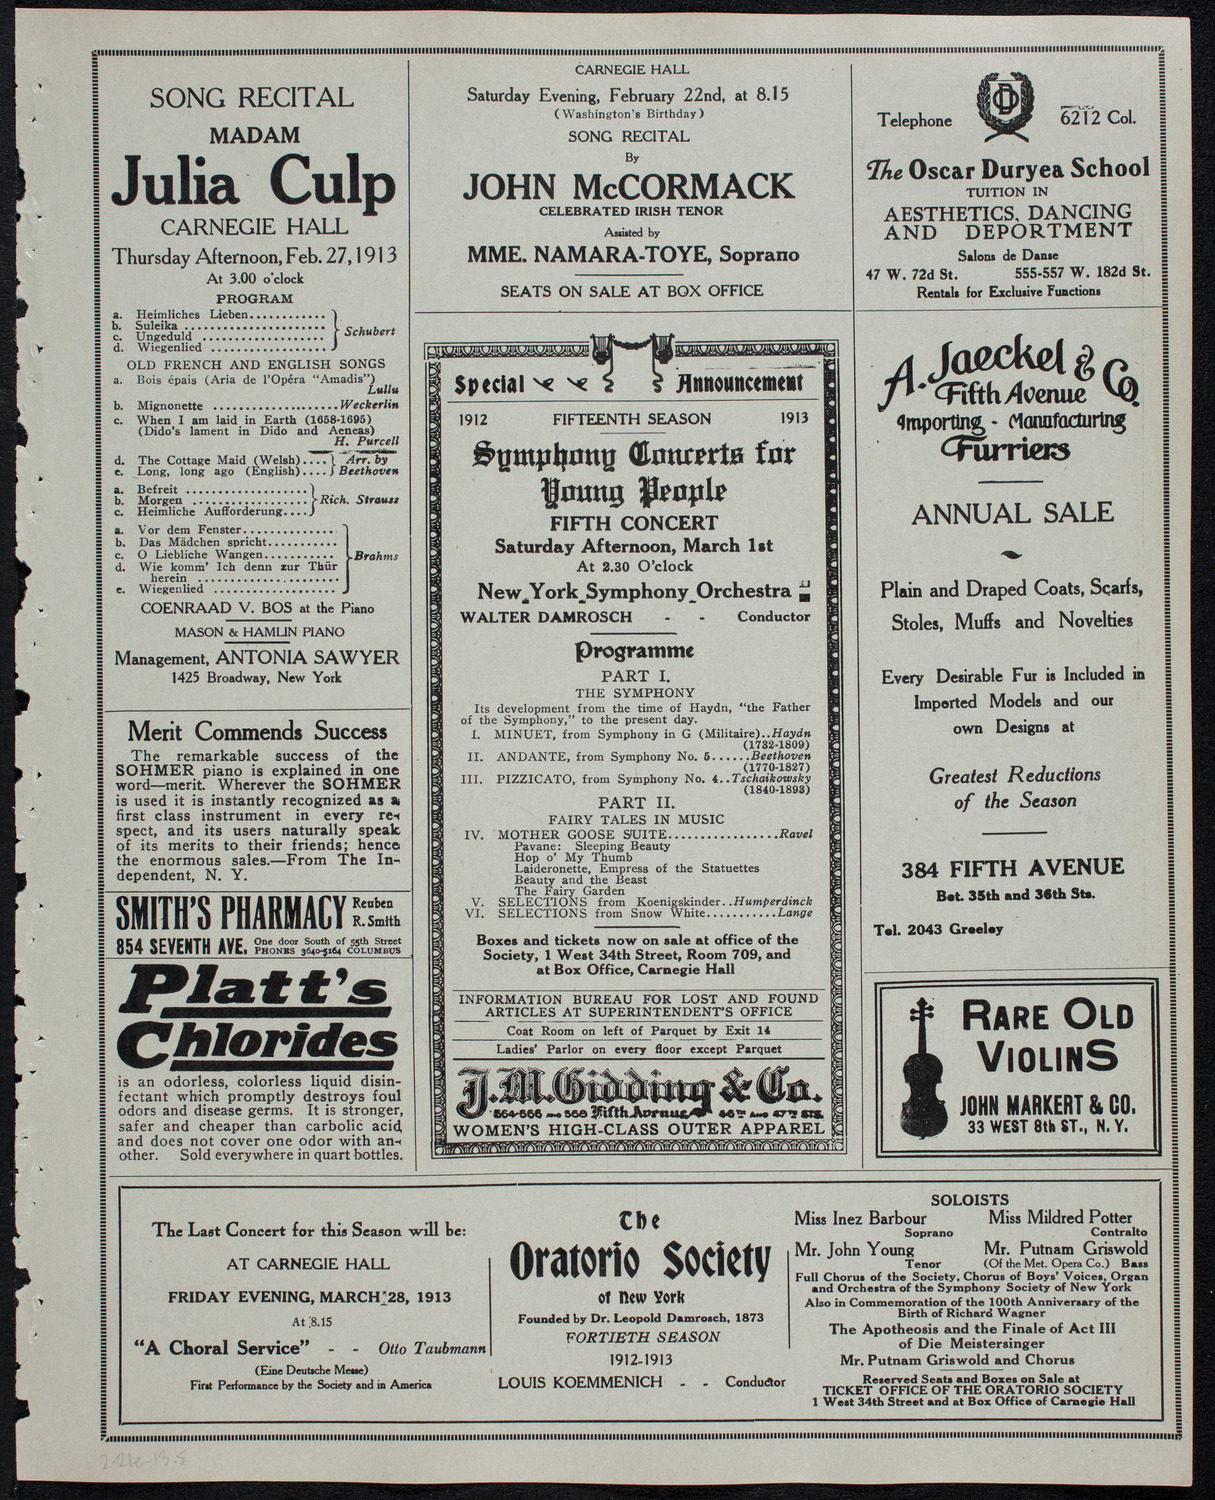 SONG RECITAL
MADAM
Julia Culp
CARNEGIE HALL
Thursday Afternoon, Feb. 27, 1913
At 3.00 o'clock
PROGRAM
a. Heimliches Lieben............
b. Suleika ......................
c. Ungeduld ...................
d. Wiegenlied .................
Schubert
OLD FRENCH AND ENGLISH SONGS
a. Bois épais (Aria de l'Opéra "Amadis")
Lullu
b. Mignonette ....................Weckerlin
c. When I am laid in Earth (1658-1695)
(Dido's lament in Dido and Aeneas)
H. Purcell
d. The Cottage Maid (Welsh)....} Arr. by
e. Long, long ago (English)....} Beethoven
a. Befreit ...................
b. Morgen ..................
c. Heimliche Aufforderung....
Rich. Strauss
a. Vor dem Fenster..............
b. Das Mädchen spricht..........
c. O Liebliche Wangen...........
d. Wie komm' Ich denn zur Thür
herein ......................
e. Wiegenlied ...................
Brahms
COENRAAD V. BOS at the Piano
MASON & HAMLIN PIANO
Management, ANTONIA SAWYER
1425 Broadway, New York
Merit Commends Success
The remarkable success of the
SOHMER piano is explained in one
word—merit. Wherever the SOHMER
is used it is instantly recognized as a
first class instrument in every re-
spect, and its users naturally speak
of its merits to their friends; hence
the enormous sales.—From The In-
dependent, N. Y.
SMITH'S PHARMACY Reuben
R. Smith
854 SEVENTH AVE. One door South of 55th Street
PHONES 3640-5164 COLUMBUS
Platt's
Chlorides
is an odorless, colorless liquid disin-
fectant which promptly destroys foul
odors and disease germs. It is stronger,
safer and cheaper than carbolic acid
and does not cover one odor with an-
other. Sold everywhere in quart bottles.
CARNEGIE HALL
Saturday Evening, February 22nd, at 8.15
(Washington's Birthday)
SONG RECITAL
By
JOHN McCORMACK
CELEBRATED IRISH TENOR
Assisted by
MME. NAMARA-TOYE, Soprano
SEATS ON SALE AT BOX OFFICE
Special Announcement
1912 FIFTEENTH SEASON 1913
Symphony Concerts for
Young People
FIFTH CONCERT
Saturday Afternoon, March 1st
At 2.30 O'clock
New York Symphony Orchestra
WALTER DAMROSCH - - Conductor
Programme
PART I.
THE SYMPHONY
Its development from the time of Haydn, "the Father
of the Symphony," to the present day.
I. MINUET, from Symphony in G (Militaire)..Haydn
(1732-1809)
II. ANDANTE, from Symphony No. 5......Beethoven
(1770-1827)
III. PIZZICATO, from Symphony No. 4..Tschaikowsky
(1840-1893)
PART II.
FAIRY TALES IN MUSIC
IV. MOTHER GOOSE SUITE................Ravel
Pavane: Sleeping Beauty
Hop o' My Thumb
Laideronette, Empress of the Statuettes
Beauty and the Beast
The Fairy Garden
V. SELECTIONS from Koenigskinder..Humperdinck
VI. SELECTIONS from Snow White...........Lange
Boxes and tickets now on sale at office of the
Society, 1 West 34th Street, Room 709, and
at Box Office, Carnegie Hall
INFORMATION BUREAU FOR LOST AND FOUND
ARTICLES AT SUPERINTENDENT'S OFFICE
Coat Room on left of Parquet by Exit 14
Ladies' Parlor on every floor except Parquet
J.M.Gidding & Co.
564-566 AND 568 Fifth Avenue 46TH AND 47TH STS.
WOMEN'S HIGH-CLASS OUTER APPAREL
Telephone 6212 Col.
The Oscar Duryea School
TUITION IN
AESTHETICS, DANCING
AND DEPORTMENT
Salons de Danse
47 W. 72d St. 555-557 W. 182d St.
Rentals for Exclusive Functions
A. Jaeckel & Co.
Fifth Avenue
Importing - Manufacturing
Furriers
ANNUAL SALE
Plain and Draped Coats, Scarfs,
Stoles, Muffs and Novelties
Every Desirable Fur is Included in
Imported Models and our
own Designs at
Greatest Reductions
of the Season
384 FIFTH AVENUE
Bet. 35th and 36th Sts.
Tel. 2043 Greeley
RARE OLD
VIOLINS
JOHN MARKERT & CO.
33 WEST 8th ST., N. Y.
The Last Concert for this Season will be:
AT CARNEGIE HALL
FRIDAY EVENING, MARCH 28, 1913
At 8.15
"A Choral Service" - - Otto Taubmann
(Eine Deutsche Messe)
First Performance by the Society and in America
The
Oratorio Society
of New York
Founded by Dr. Leopold Damrosch, 1873
FORTIETH SEASON
1912-1913
LOUIS KOEMMENICH - - Conductor
SOLOISTS
Miss Inez Barbour Miss Mildred Potter
Soprano Contralto
Mr. John Young Mr. Putnam Griswold
Tenor (Of the Met. Opera Co.) Bass
Full Chorus of the Society, Chorus of Boys' Voices, Organ
and Orchestra of the Symphony Society of New York
Also in Commemoration of the 100th Anniversary of the
Birth of Richard Wagner
The Apotheosis and the Finale of Act III
of Die Meistersinger
Mr. Putnam Griswold and Chorus
Reserved Seats and Boxes on Sale at
TICKET OFFICE OF THE ORATORIO SOCIETY
1 West 34th Street and at Box Office of Carnegie Hall